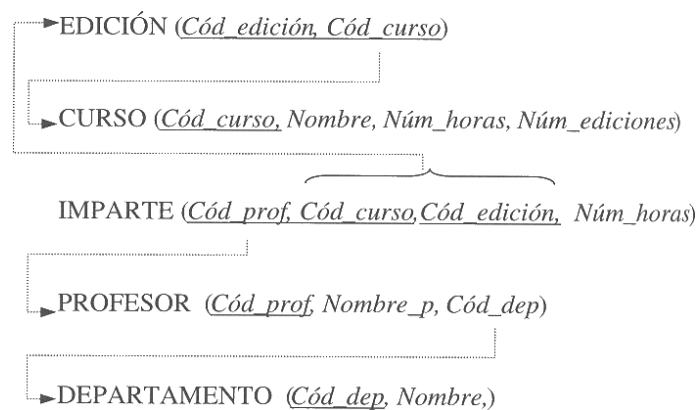 EDICIÓN (Cód_edición, Cód_curso)
CURSO (Cód_curso, Nombre, Núm_horas, Núm_ediciones)
IMPARTE (Cód_prof, Cód_curso,Cód_edición, Núm_horas)
PROFESOR (Cód_prof, Nombre_p, Cód_dep)
DEPARTAMENTO (Cód_dep, Nombre,)